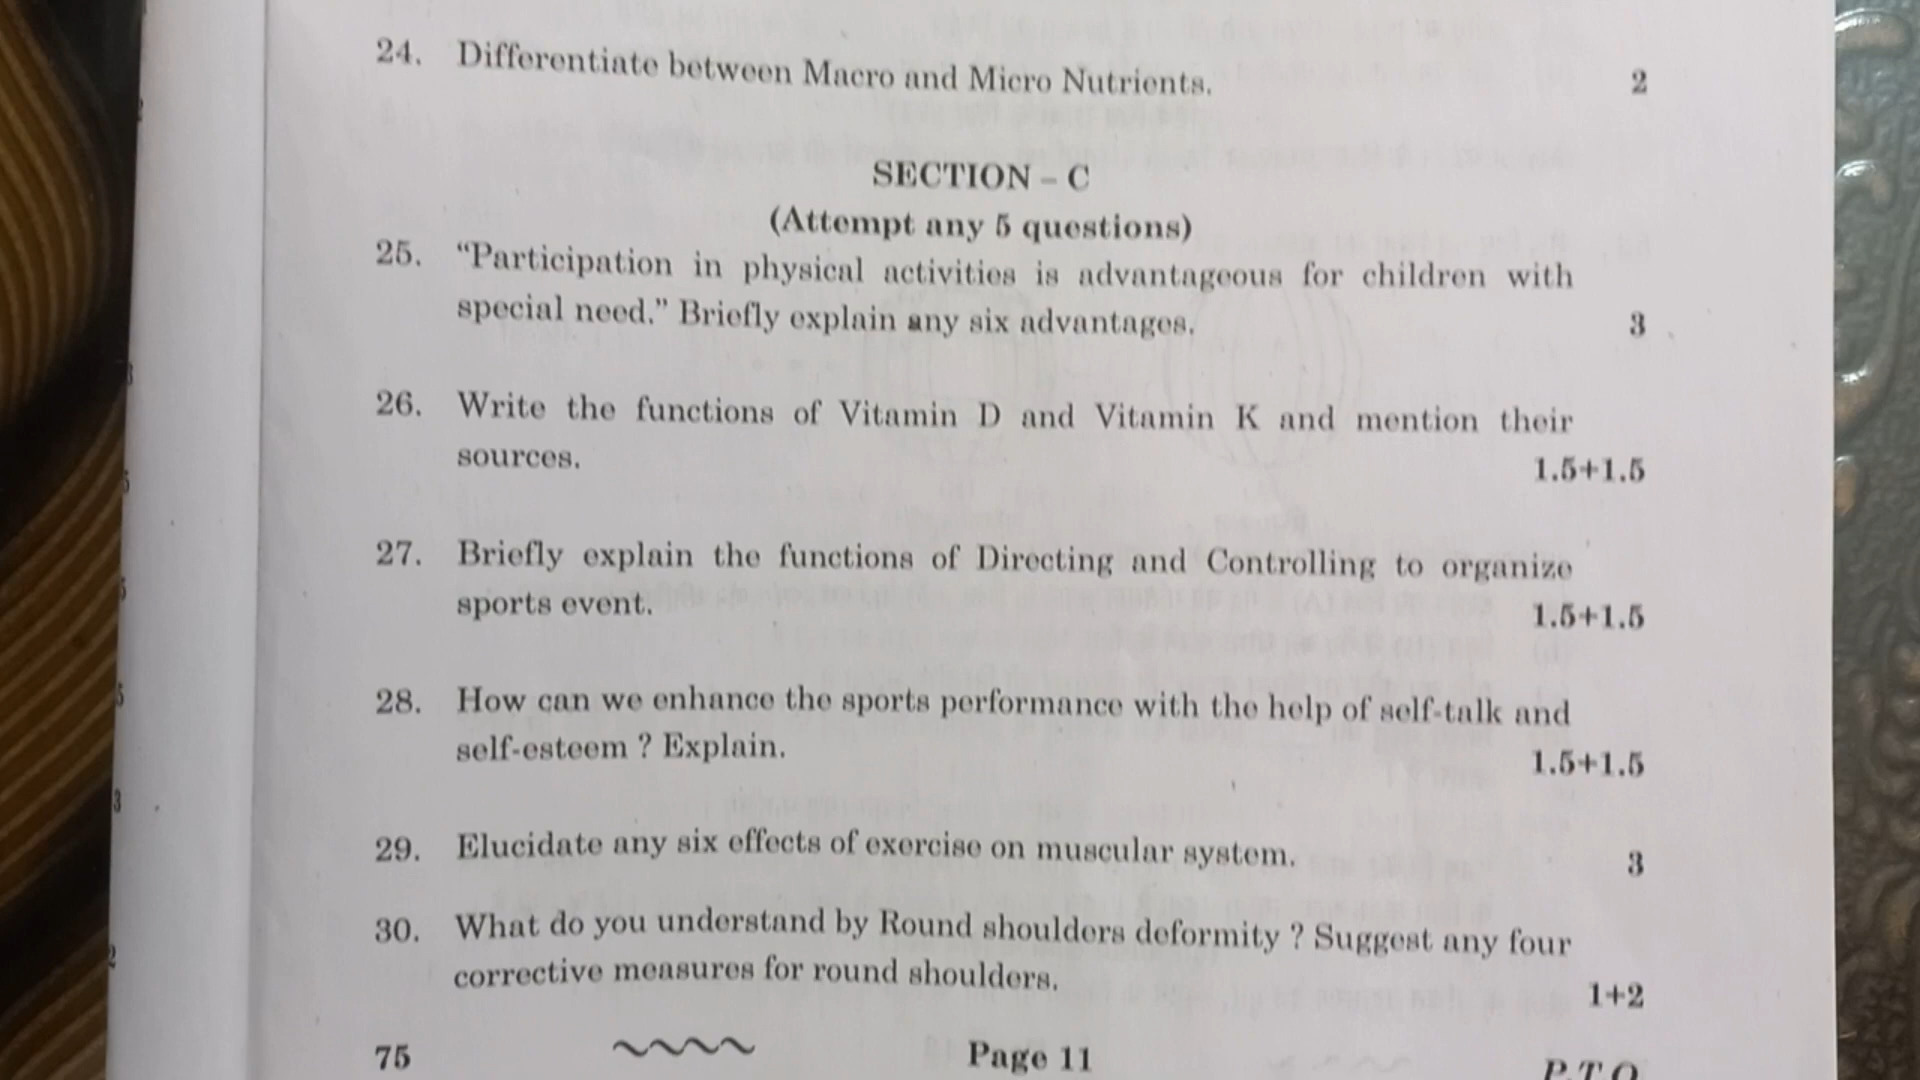 24. Differentiate between Macro and Micro Nutrients. 2
SECTION – C
(Attempt any 5 questions)
25. “Participation in physical activities is advantageous for children with
special need.” Briefly explain any six advantages. 3
26. Write the functions of Vitamin D and Vitamin K and mention their
sources. 1.5+1.5
27. Briefly explain the functions of Directing and Controlling to organize
sports event. 1.5+1.5
28. How can we enhance the sports performance with the help of self-talk and
self-esteem ? Explain. 1.5+1.5
29. Elucidate any six effects of exercise on muscular system. 3
30. What do you understand by Round shoulders deformity ? Suggest any four
corrective measures for round shoulders. 1+2
75 Page 11 P.T.O.